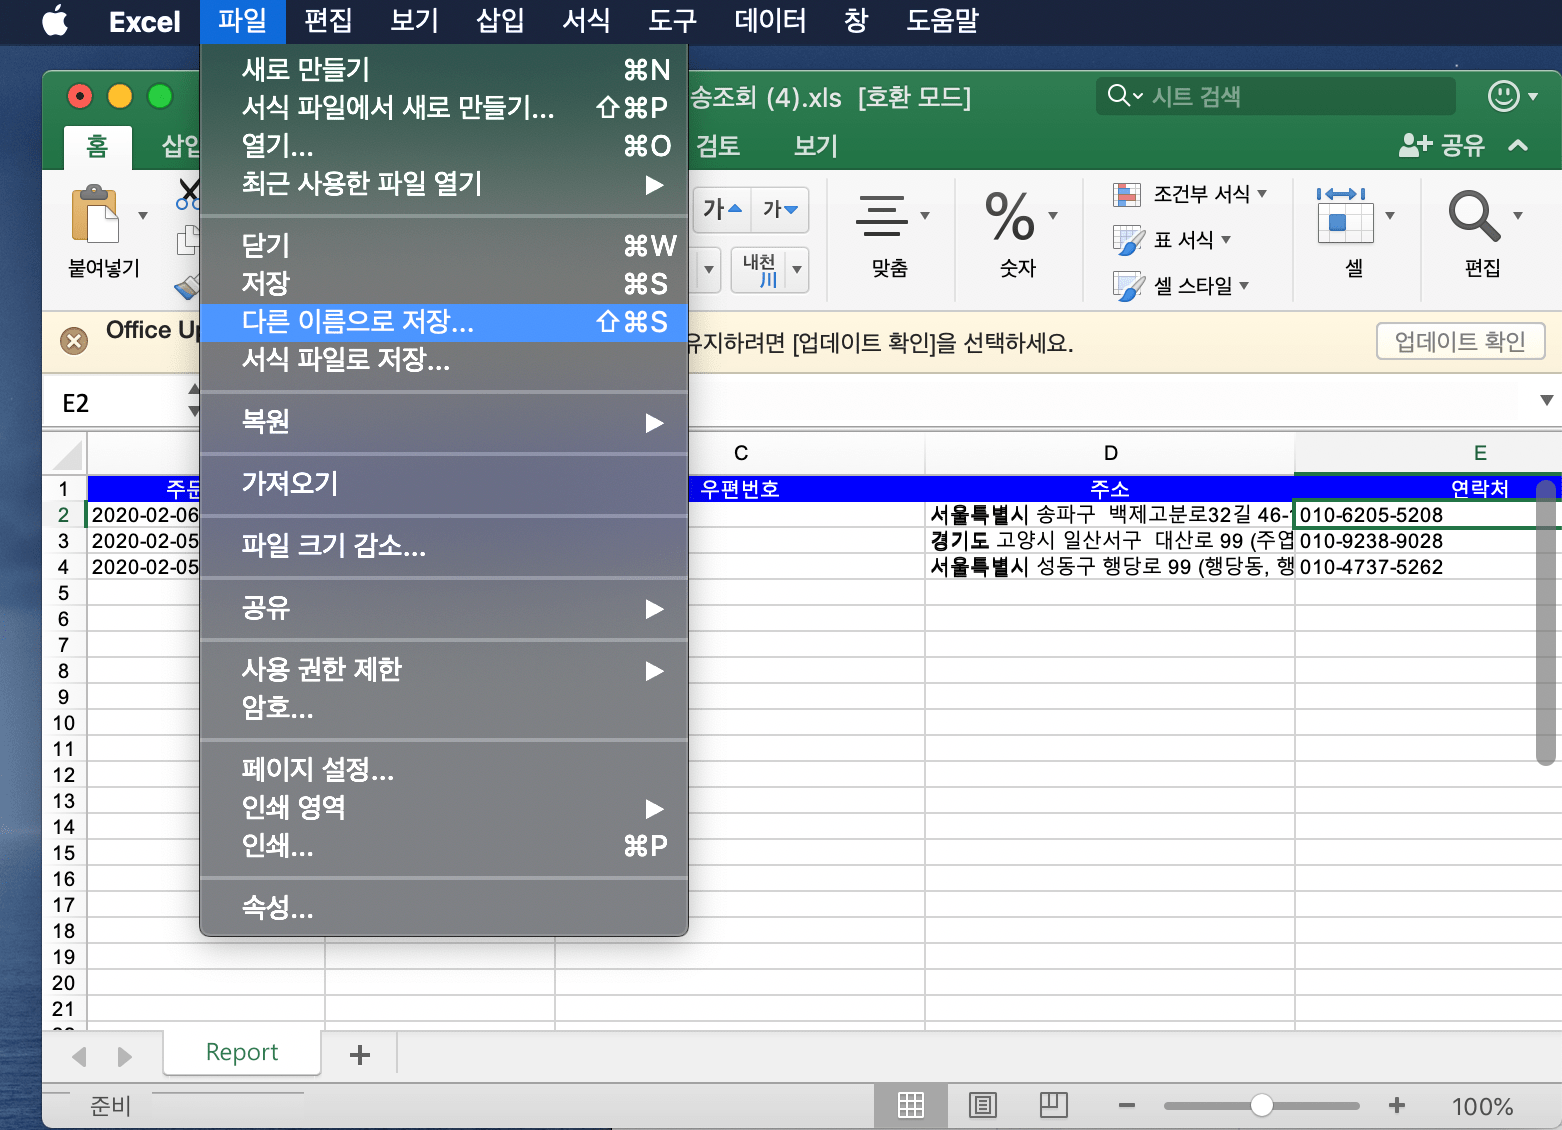 Excel 파일 편집 보기 삽입 서식 도구 데이터 창 도움말
새로 만들기 ⌘N
서식 파일에서 새로 만들기... ⇧⌘P
열기... ⌘O
최근 사용한 파일 열기 ▶
닫기 ⌘W
저장 ⌘S
다른 이름으로 저장... ⇧⌘S
서식 파일로 저장...
복원 ▶
가져오기
파일 크기 감소...
공유 ▶
사용 권한 제한 ▶
암호...
페이지 설정...
인쇄 영역 ▶
인쇄... ⌘P
속성...
송조회 (4).xls [호환 모드]
시트 검색
홈 삽입 검토 보기 공유
붙여넣기
가 가
내천
川
맞춤
%
숫자
조건부 서식
표 서식
셀 스타일
셀
편집
Office Up
유지하려면 [업데이트 확인]을 선택하세요.
업데이트 확인
E2
C D E
1 주문 우편번호 주소 연락처
2 2020-02-06 서울특별시 송파구 백제고분로32길 46- 010-6205-5208
3 2020-02-05 경기도 고양시 일산서구 대산로 99 (주엽 010-9238-9028
4 2020-02-05 서울특별시 성동구 행당로 99 (행당동, 행 010-4737-5262
5
6
7
8
9
10
11
12
13
14
15
16
17
18
19
20
21
Report +
준비
100%